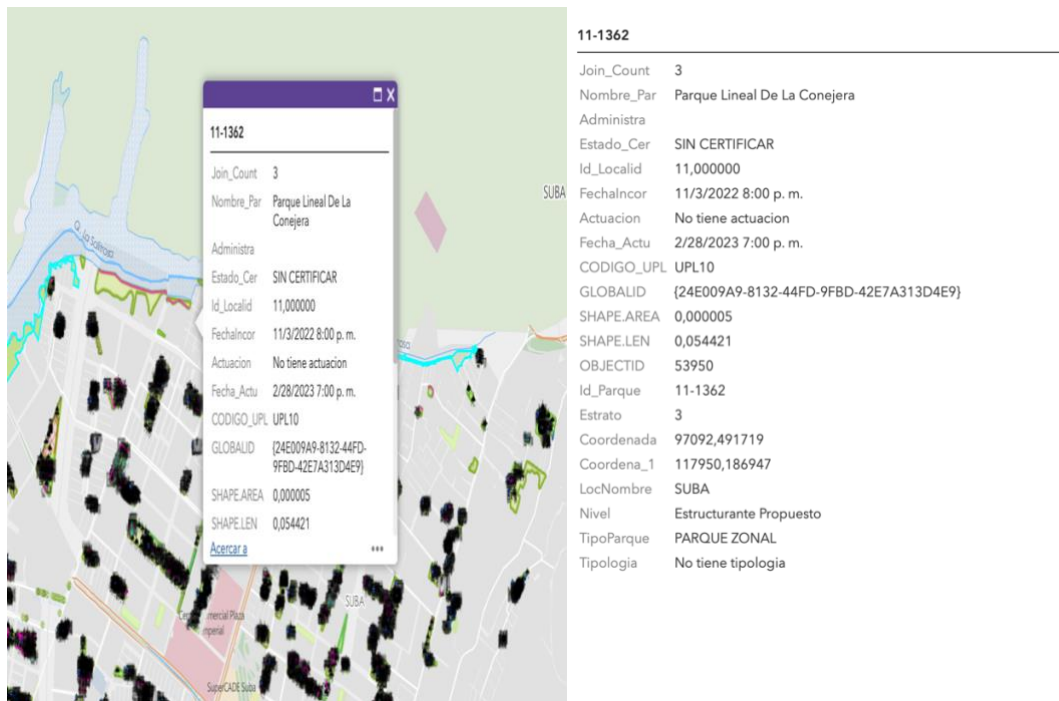 11-1362
Join_Count 3
Nombre_Par Parque Lineal De La
Conejera
Administra
Estado_Cer SIN CERTIFICAR
Id_Localid 11,000000
FechaIncor 11/3/2022 8:00 p. m.
Actuacion No tiene actuacion
Fecha_Actu 2/28/2023 7:00 p. m.
CODIGO_UPL UPL10
GLOBALID {24E009A9-8132-44FD-
9FBD-42E7A313D4E9}
SHAPE.AREA 0,000005
SHAPE.LEN 0,054421
Acercar a
Q. La Salitrosa
SUBA
osa
SUBA
mercial Plaza
mperial
SuperCADE Suba
11-1362
Join_Count 3
Nombre_Par Parque Lineal De La Conejera
Administra
Estado_Cer SIN CERTIFICAR
Id_Localid 11,000000
FechaIncor 11/3/2022 8:00 p. m.
Actuacion No tiene actuacion
Fecha_Actu 2/28/2023 7:00 p. m.
CODIGO_UPL UPL10
GLOBALID {24E009A9-8132-44FD-9FBD-42E7A313D4E9}
SHAPE.AREA 0,000005
SHAPE.LEN 0,054421
OBJECTID 53950
Id_Parque 11-1362
Estrato 3
Coordenada 97092,491719
Coordena_1 117950,186947
LocNombre SUBA
Nivel Estructurante Propuesto
TipoParque PARQUE ZONAL
Tipologia No tiene tipologia